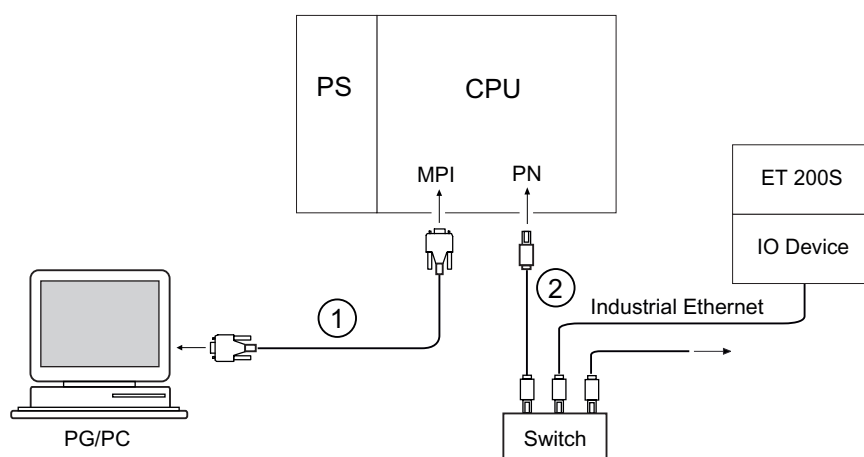 PS
CPU
MPI
PN
ET 200S
IO Device
1
2
Industrial Ethernet
PG/PC
Switch